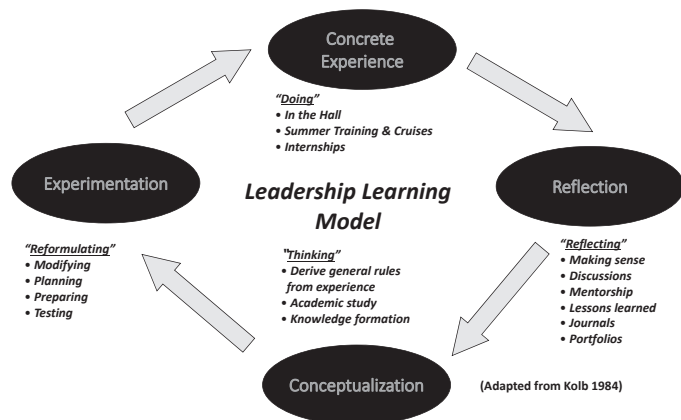 Concrete
Experience
“Doing”
• In the Hall
• Summer Training & Cruises
• Internships
Experimentation
Reflection
Leadership Learning
Model
“Reformulating”
• Modifying
• Planning
• Preparing
• Testing
“Thinking”
• Derive general rules
from experience
• Academic study
• Knowledge formation
“Reflecting”
• Making sense
• Discussions
• Mentorship
• Lessons learned
• Journals
• Portfolios
Conceptualization
(Adapted from Kolb 1984)